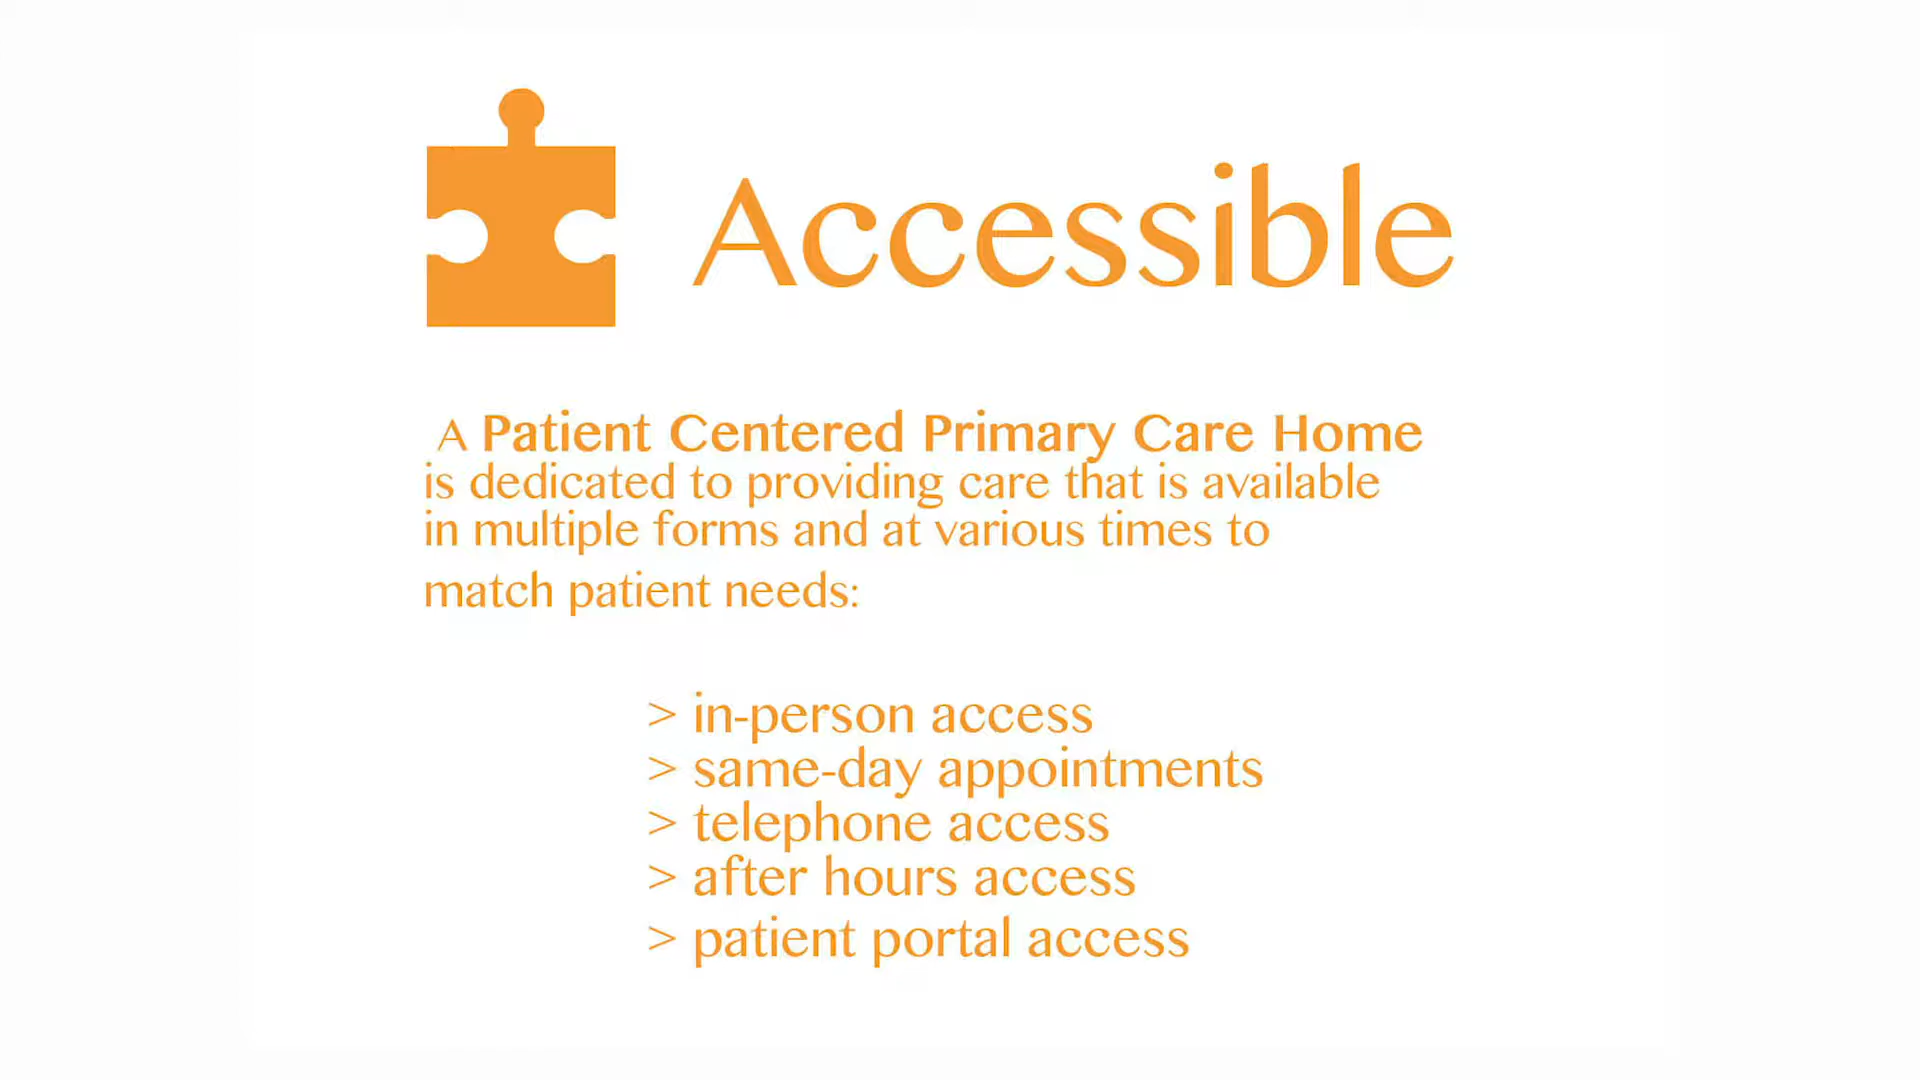 Accessible
A Patient Centered Primary Care Home
is dedicated to providing care that is available
in multiple forms and at various times to
match patient needs:
> in-person access
> same-day appointments
> telephone access
> after hours access
> patient portal access